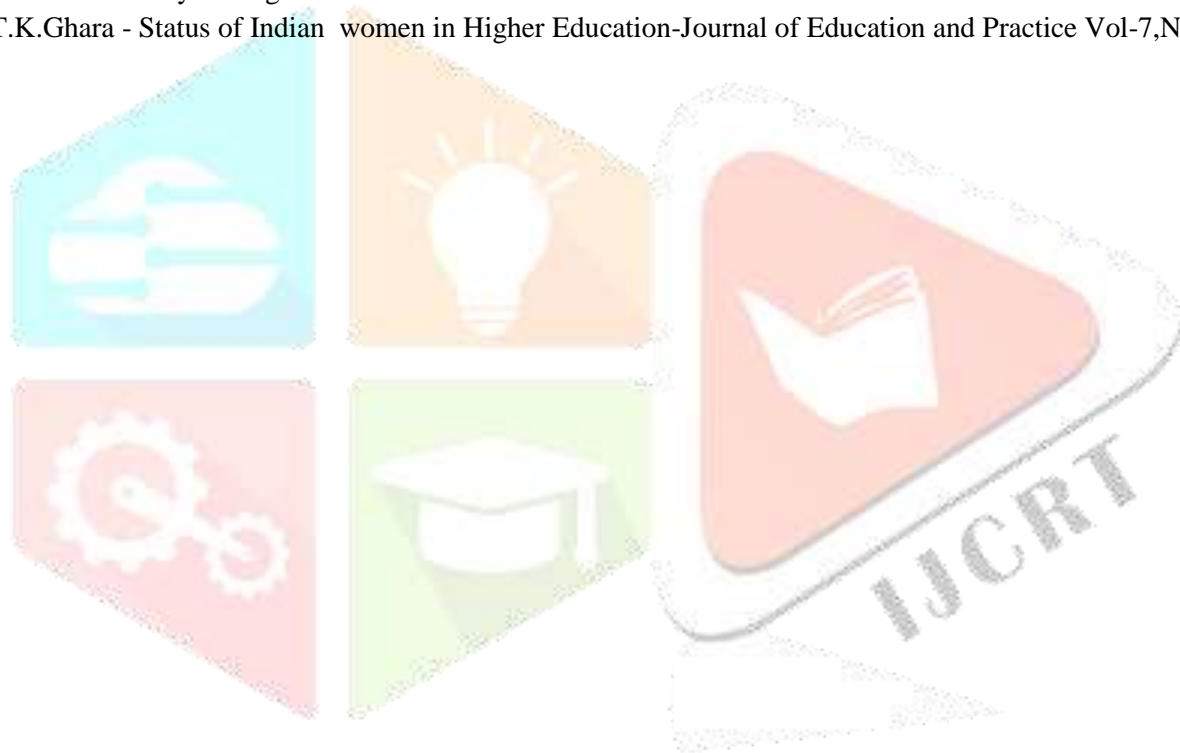 T.K.Ghara - Status of Indian women in Higher Education-Journal of Education and Practice Vol-7,N
IJCRT